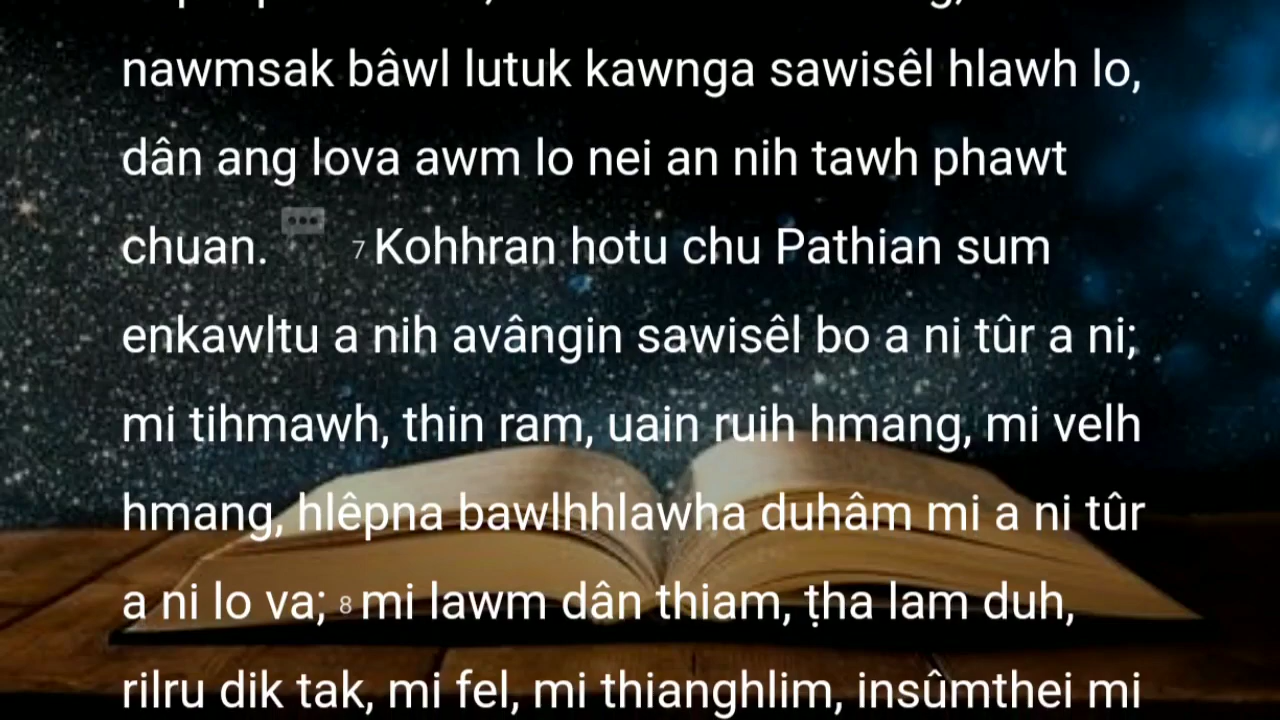 nawmsak bâwl lutuk kawnga sawisêl hlawh lo,
dân ang lova awm lo nei an nih tawh phawt
chuan. 7 Kohhran hotu chu Pathian sum
enkawltu a nih avângin sawisêl bo a ni tûr a ni;
mi tihmawh, thin ram, uain ruih hmang, mi velh
hmang, hlêpna bawlhhlawha duhâm mi a ni tûr
a ni lo va; 8 mi lawm dân thiam, ṭha lam duh,
rilru dik tak, mi fel, mi thianghlim, insûmthei mi